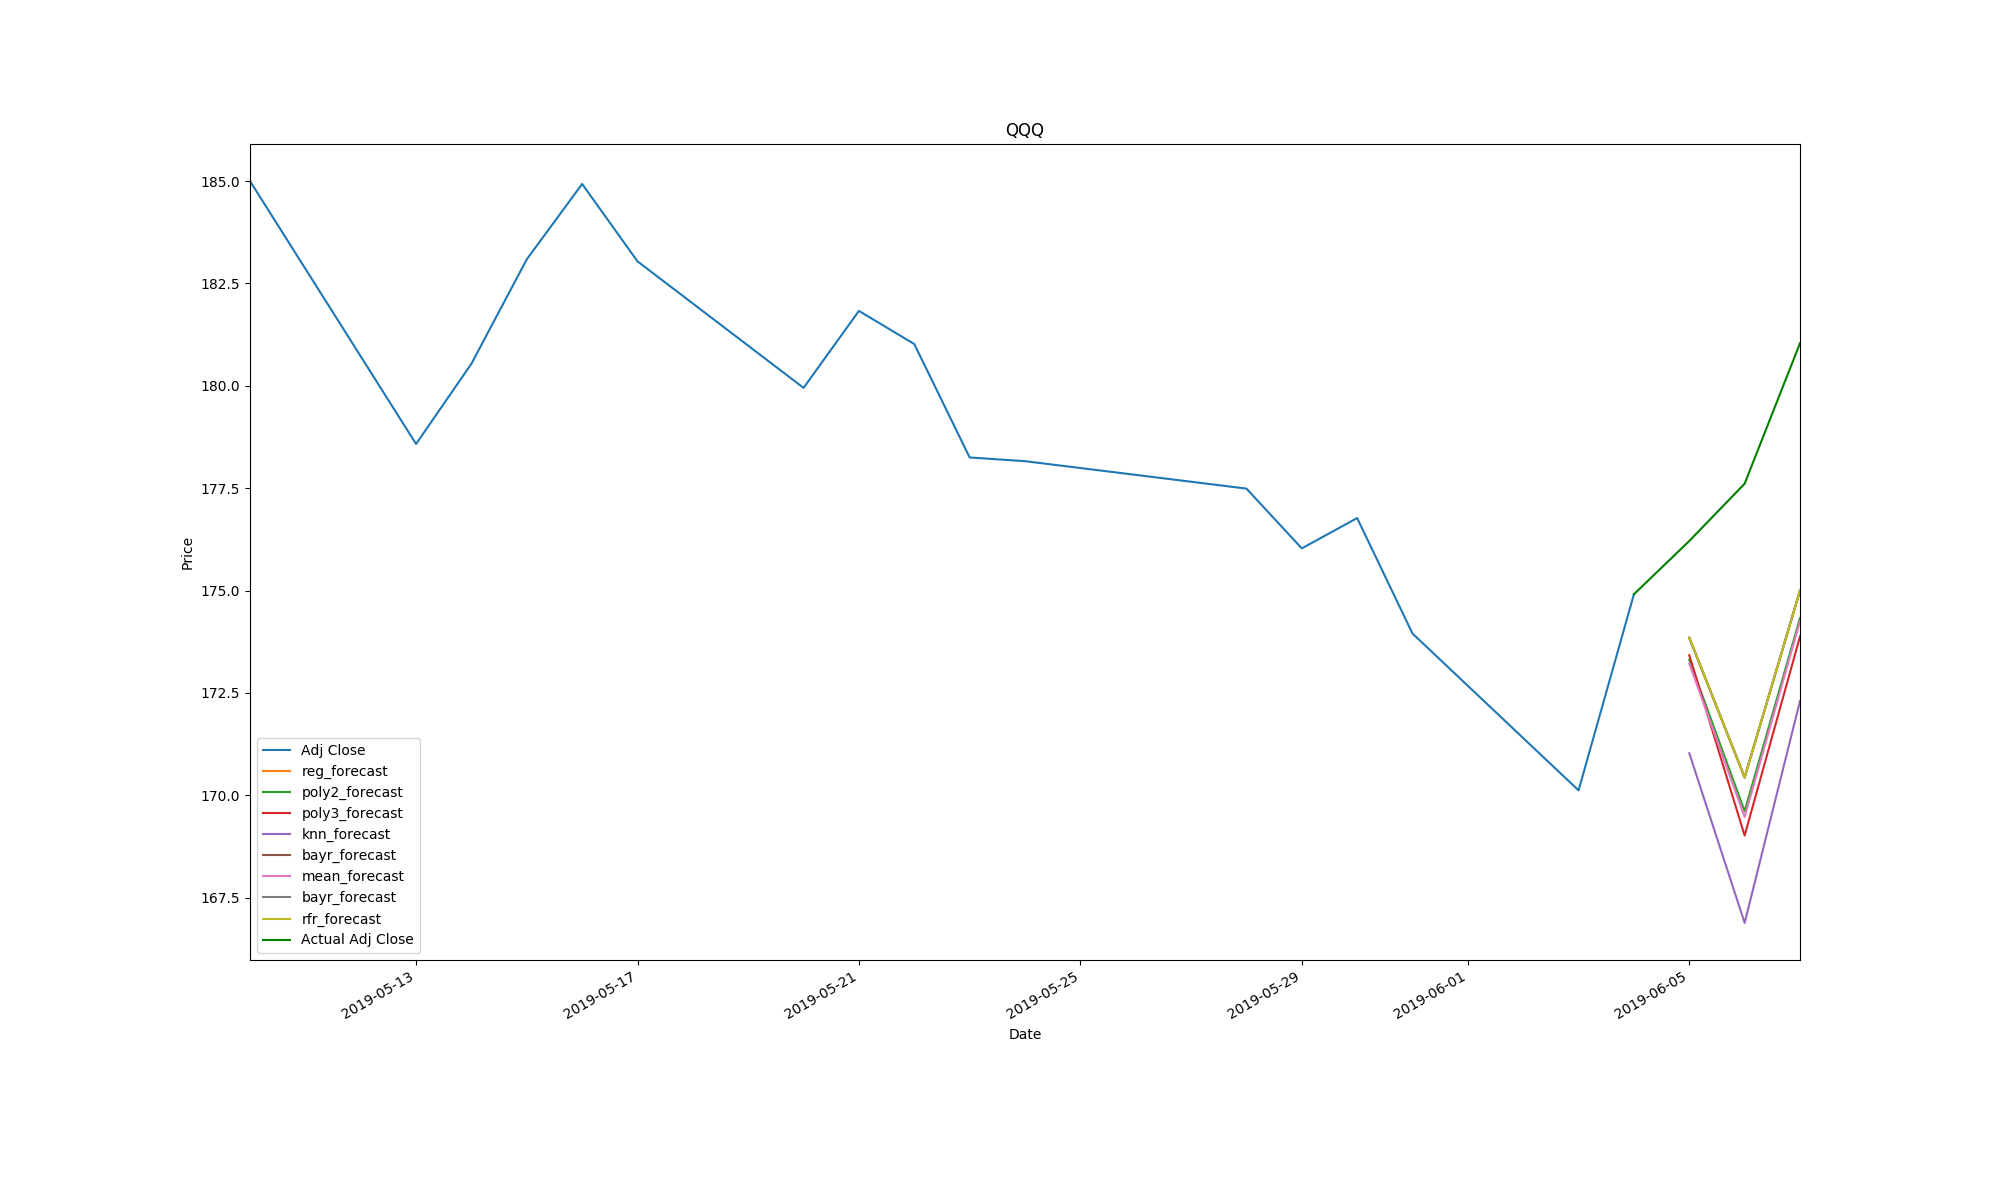 QQQ
185.0
182.5
180.0
177.5
175.0
172.5
170.0
167.5
Price
Adj Close
reg_forecast
poly2_forecast
poly3_forecast
knn_forecast
bayr_forecast
mean_forecast
bayr_forecast
rfr_forecast
Actual Adj Close
2019-05-13
2019-05-17
2019-05-21
2019-05-25
2019-05-29
2019-06-01
2019-06-05
Date